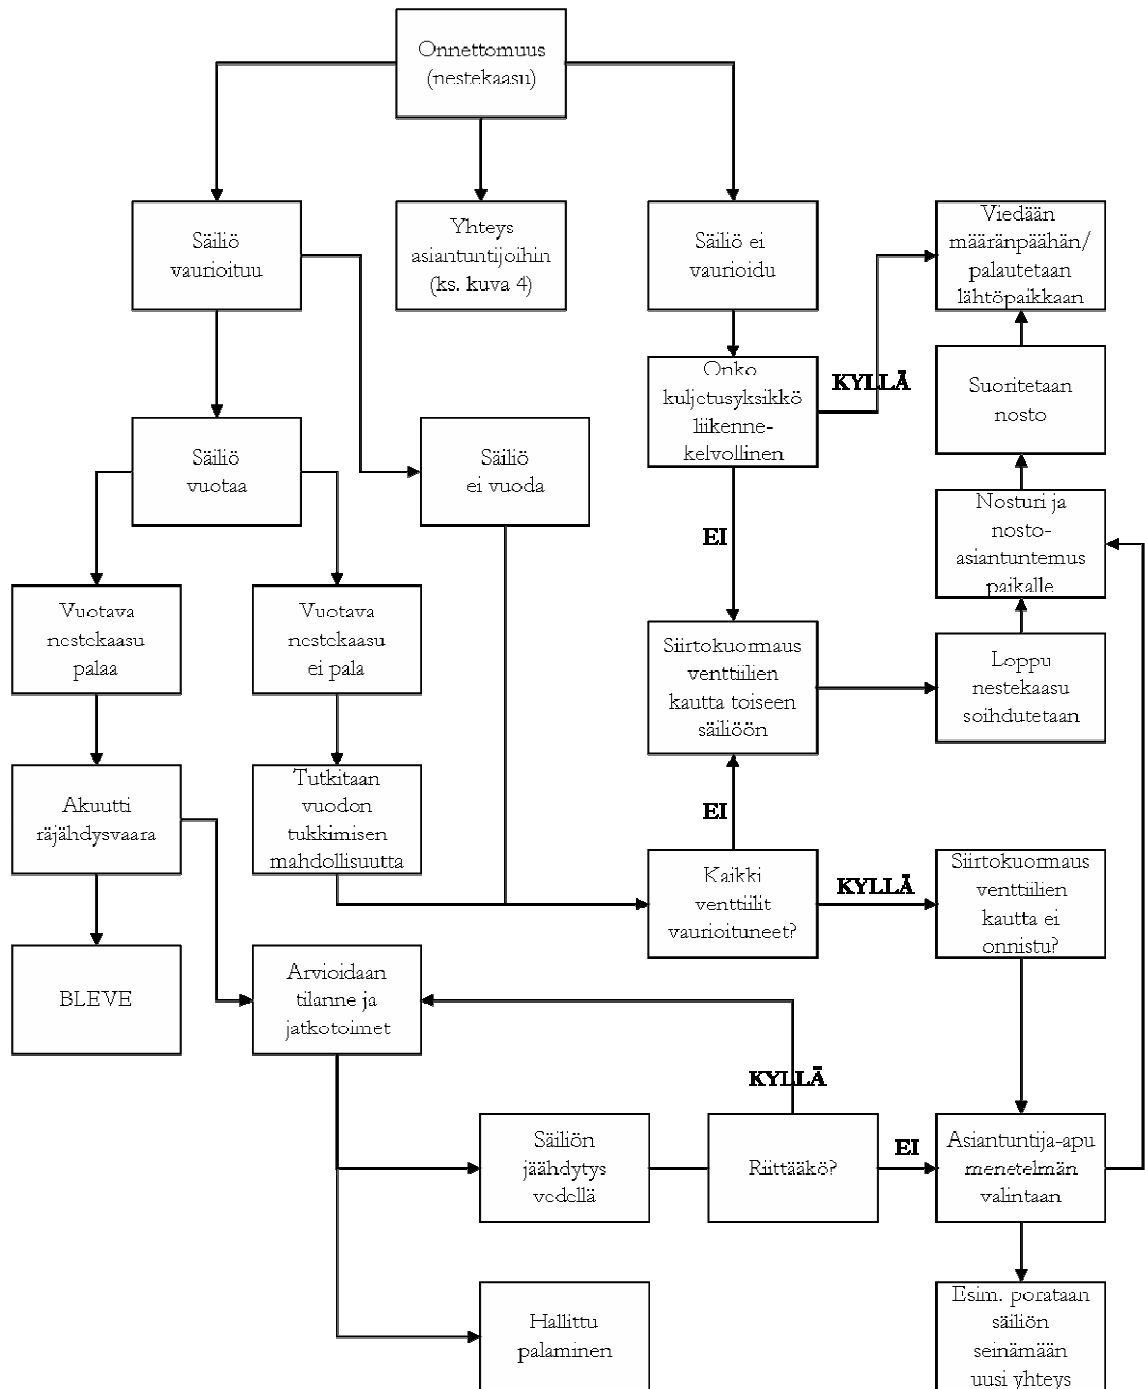 Onnettomuus
(nestekaasu)
Säiliö
vaurioituu
Yhteys
asiantuntijoihin
(ks. kuva 4)
Säiliö ei
vaurioidu
Viedään
määränpäähän/
palautetaan
lähtöpaikkaan
Onko
kuljetusyksikkö
liikenne-
kelvollinen
KYLLÄ
Suoritetaan
nosto
Säiliö
vuotaa
Säiliö
ei vuoda
EI
Nosturi ja
nosto-
asiantuntemus
paikalle
Vuotava
nestekaasu
palaa
Vuotava
nestekaasu
ei pala
Siirtokuormaus
venttiilien
kautta toiseen
säiliöön
Loppu
nestekaasu
soihdutetaan
Akuutti
räjähdysvaara
Tutkitaan
vuodon
tukkimisen
mahdollisuutta
EI
Kaikki
venttiilit
vaurioituneet?
KYLLÄ
Siirtokuormaus
venttiilien
kautta ei
onnistu?
BLEVE
Arvioidaan
tilanne ja
jatkotoimet
KYLLÄ
Säiliön
jäähdytys
vedellä
Riittääkö?
EI
Asiantuntija-apu
menetelmän
valintaan
Hallittu
palaminen
Esim. porataan
säiliön
seinämään
uusi yhteys